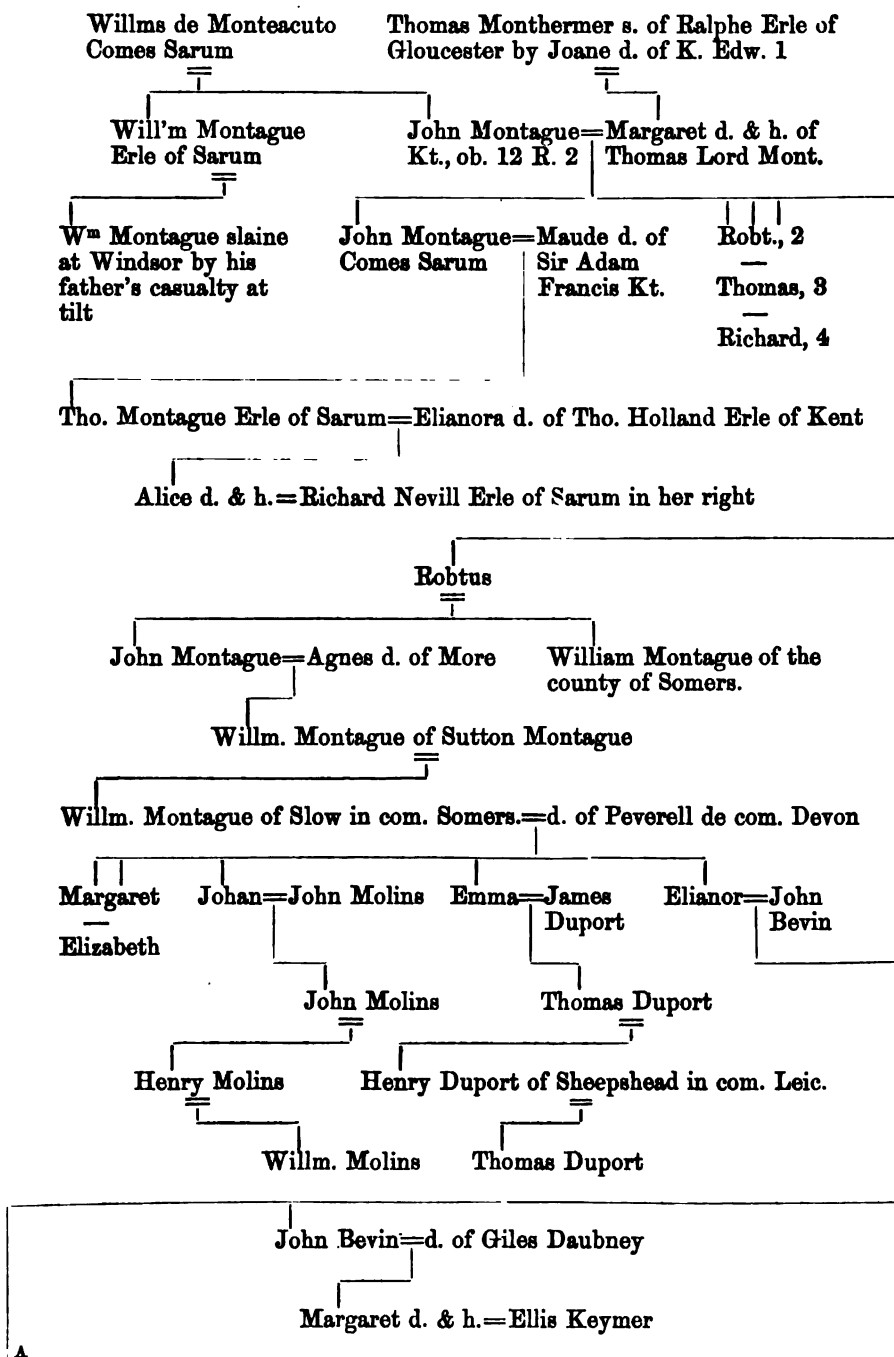 Willms de Monteacuto
Comes Sarum
Thomas Monthermer s. of Ralphe Erle of
Gloucester by Joane d. of K. Edw. 1
Will'm Montague
Erle of Sarum
John Montague=Margaret d. & h. of
Kt., ob. 12 R. 2 Thomas Lord Mont.
Wm Montague slaine
at Windsor by his
father's casualty at
tilt
John Montague=Maude d. of
Comes Sarum Sir Adam
Francis Kt.
Robt., 2
Thomas, 3
Richard, 4
Tho. Montague Erle of Sarum=Elianora d. of Tho. Holland Erle of Kent
Alice d. & h.=Richard Nevill Erle of Sarum in her right
Robtus
John Montague=Agnes d. of More
William Montague of the
county of Somers.
Willm. Montague of Sutton Montague
Willm. Montague of Slow in com. Somers.=d. of Peverell de com. Devon
Margaret
Elizabeth
Johan=John Molins
Emma=James
Duport
Elianor=John
Bevin
John Molins
Thomas Duport
Henry Molins
Henry Duport of Sheepshead in com. Leic.
Willm. Molins
Thomas Duport
John Bevin=d. of Giles Daubney
Margaret d. & h.=Ellis Keymer
A